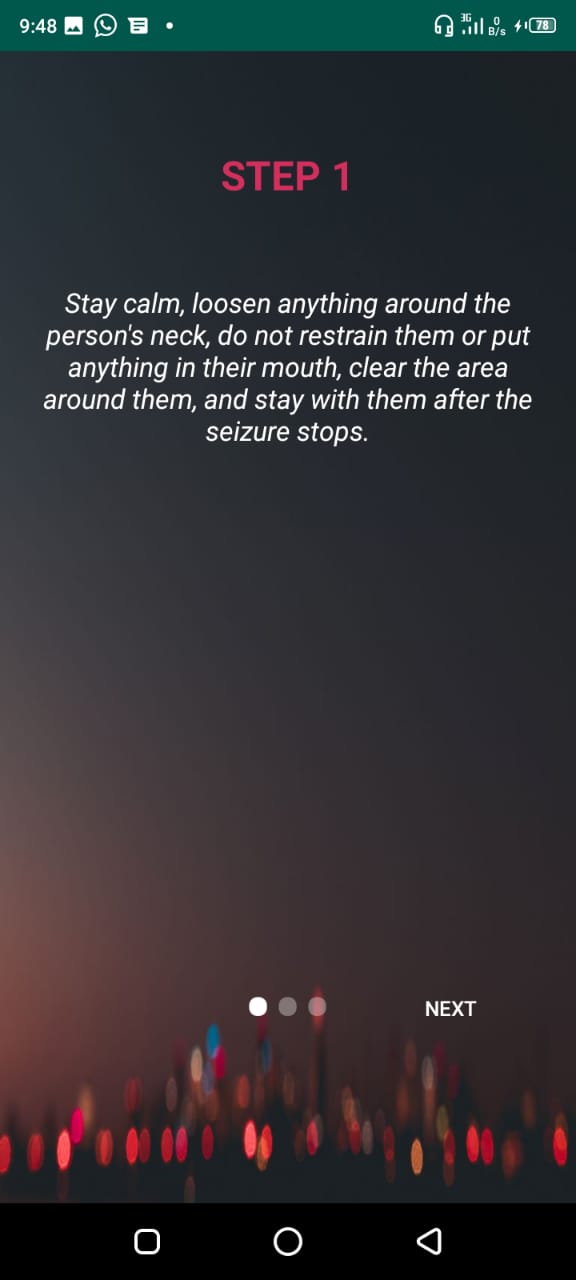 9:48 3G 0 B/s 78
STEP 1
Stay calm, loosen anything around the
person's neck, do not restrain them or put
anything in their mouth, clear the area
around them, and stay with them after the
seizure stops.
NEXT